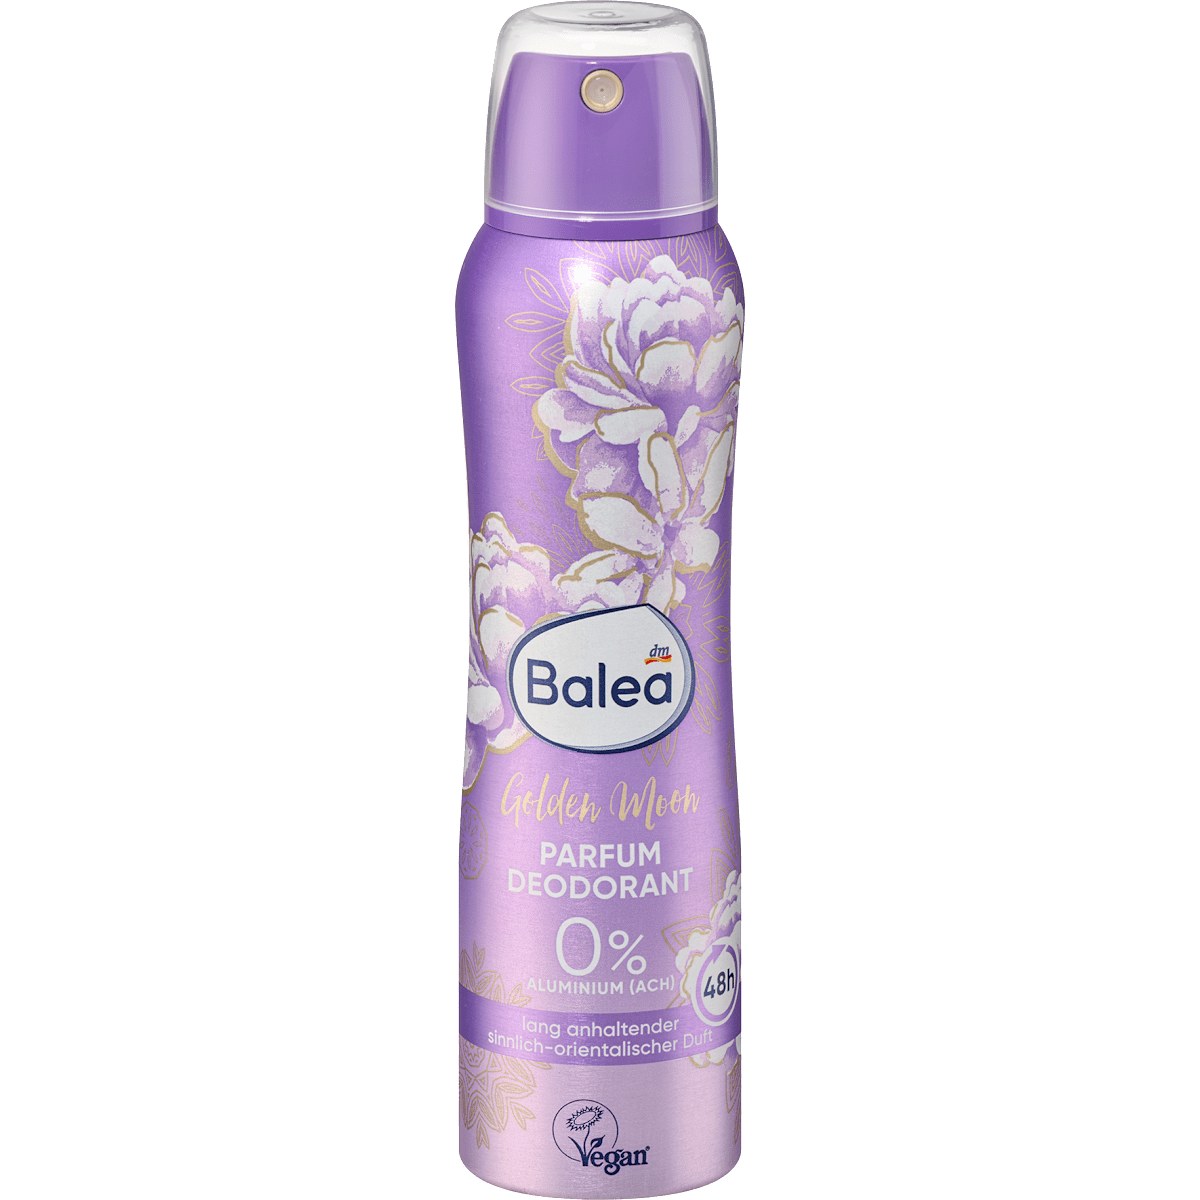 dm
Balea
Golden Moon
PARFUM
DEODORANT
0%
ALUMINIUM (ACH)
48h
lang anhaltender
sinnlich-orientalischer Duft
Vegan